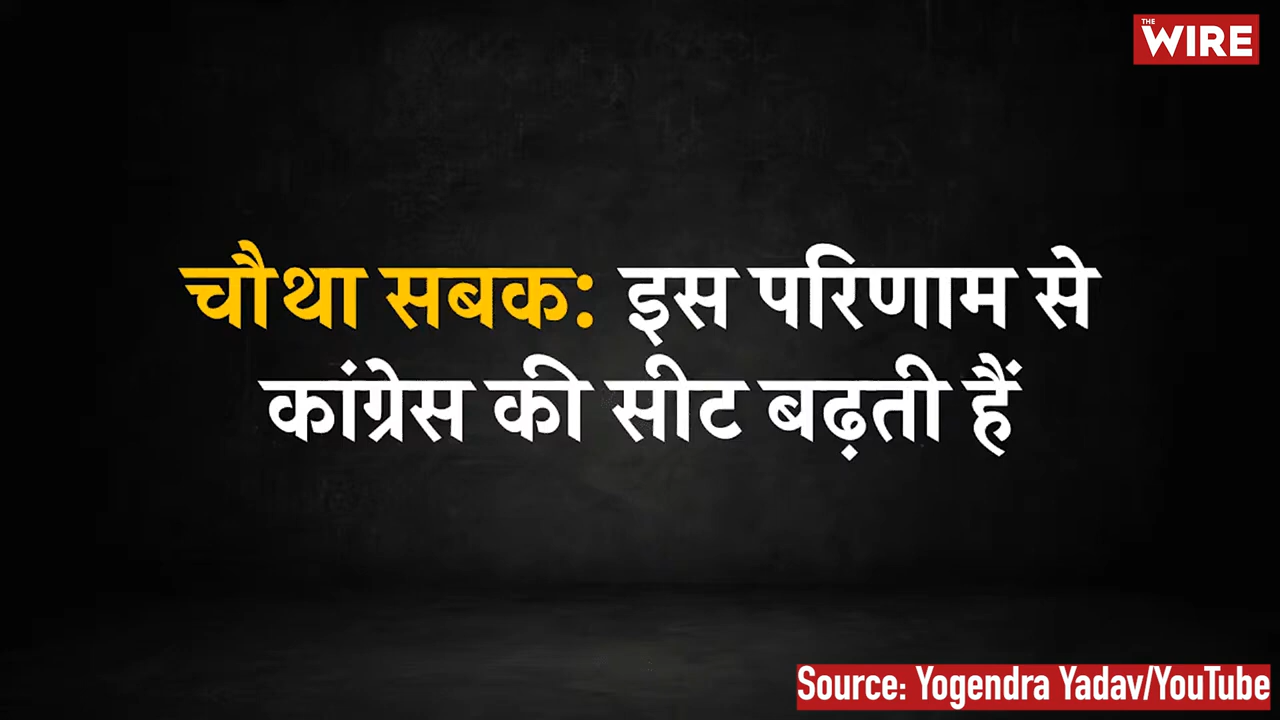 THE
WIRE
चौथा सबक: इस परिणाम से
कांग्रेस की सीट बढ़ती हैं
Source: Yogendra Yadav/YouTube